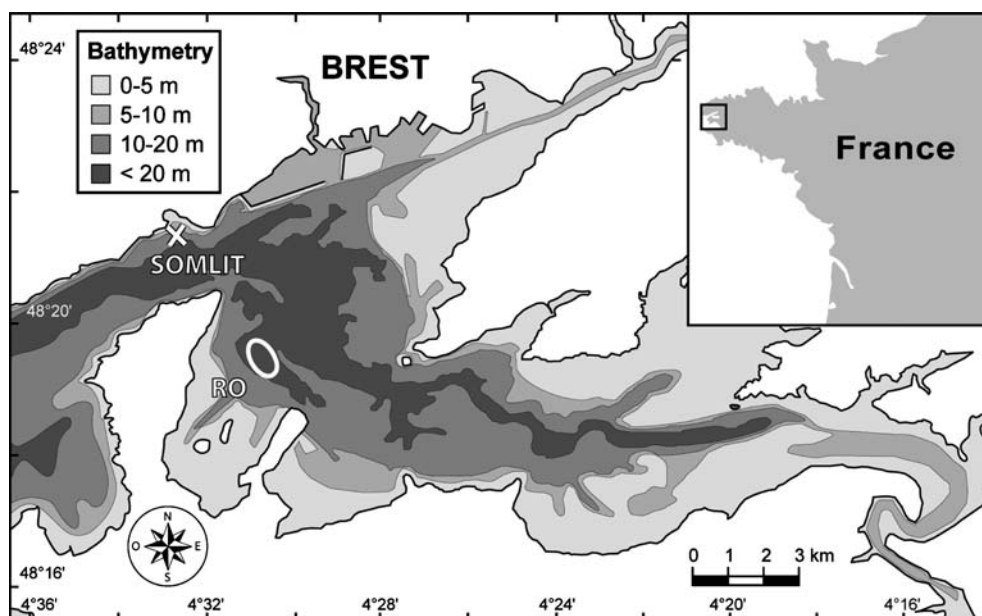 48°24'
Bathymetry
0-5 m
5-10 m
10-20 m
< 20 m
BREST
France
SOMLIT
48°20'
RO
N
O
E
S
0 1 2 3 km
48°16'
4°36' 4°32' 4°28' 4°24' 4°20' 4°16'